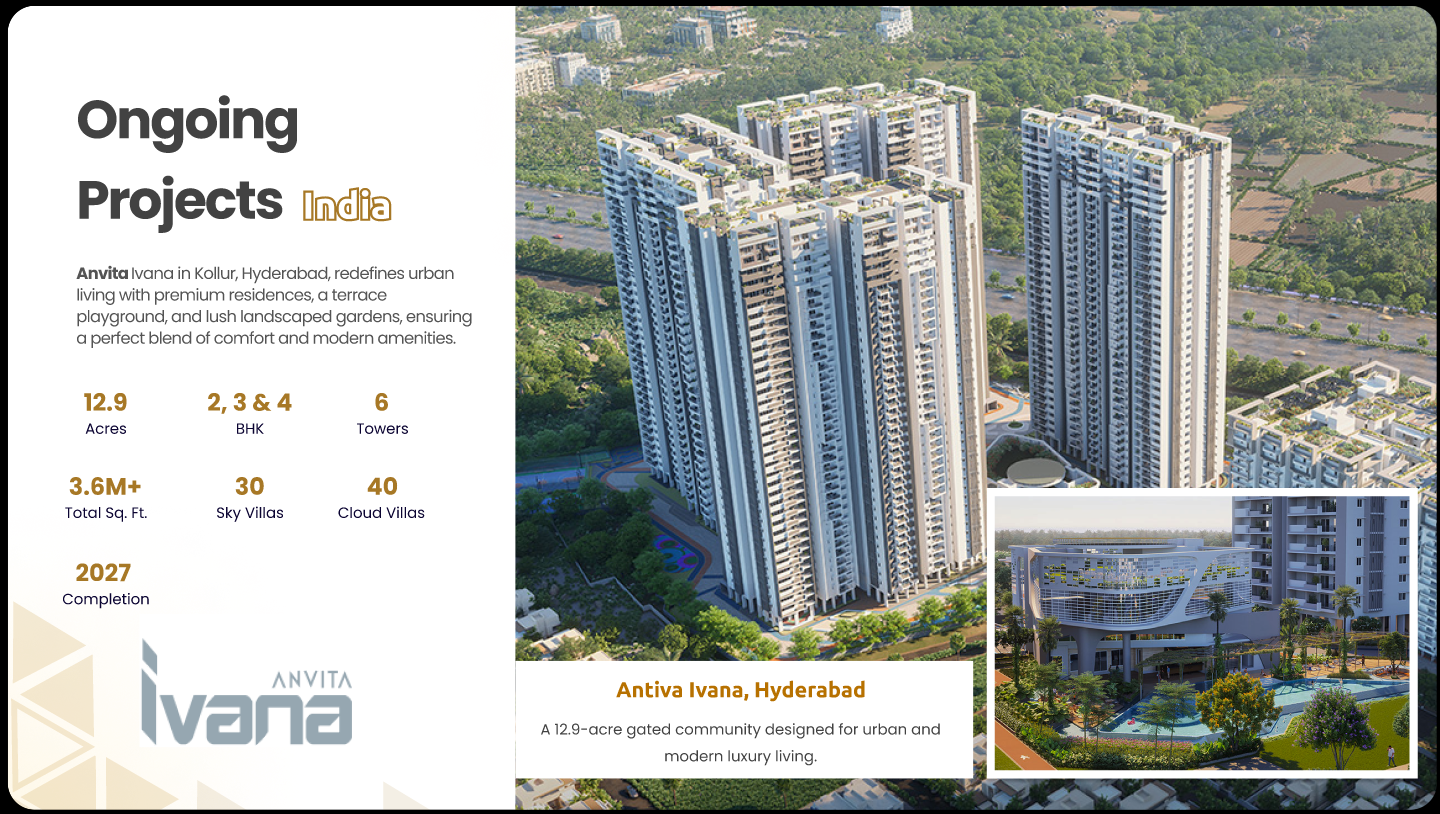 Ongoing
Projects India
Anvita Ivana in Kollur, Hyderabad, redefines urban
living with premium residences, a terrace
playground, and lush landscaped gardens, ensuring
a perfect blend of comfort and modern amenities.
12.9 2, 3 & 4 6
Acres BHK Towers
3.6M+ 30 40
Total Sq. Ft. Sky Villas Cloud Villas
2027
Completion
ANVITA
ivana
Antiva Ivana, Hyderabad
A 12.9-acre gated community designed for urban and
modern luxury living.